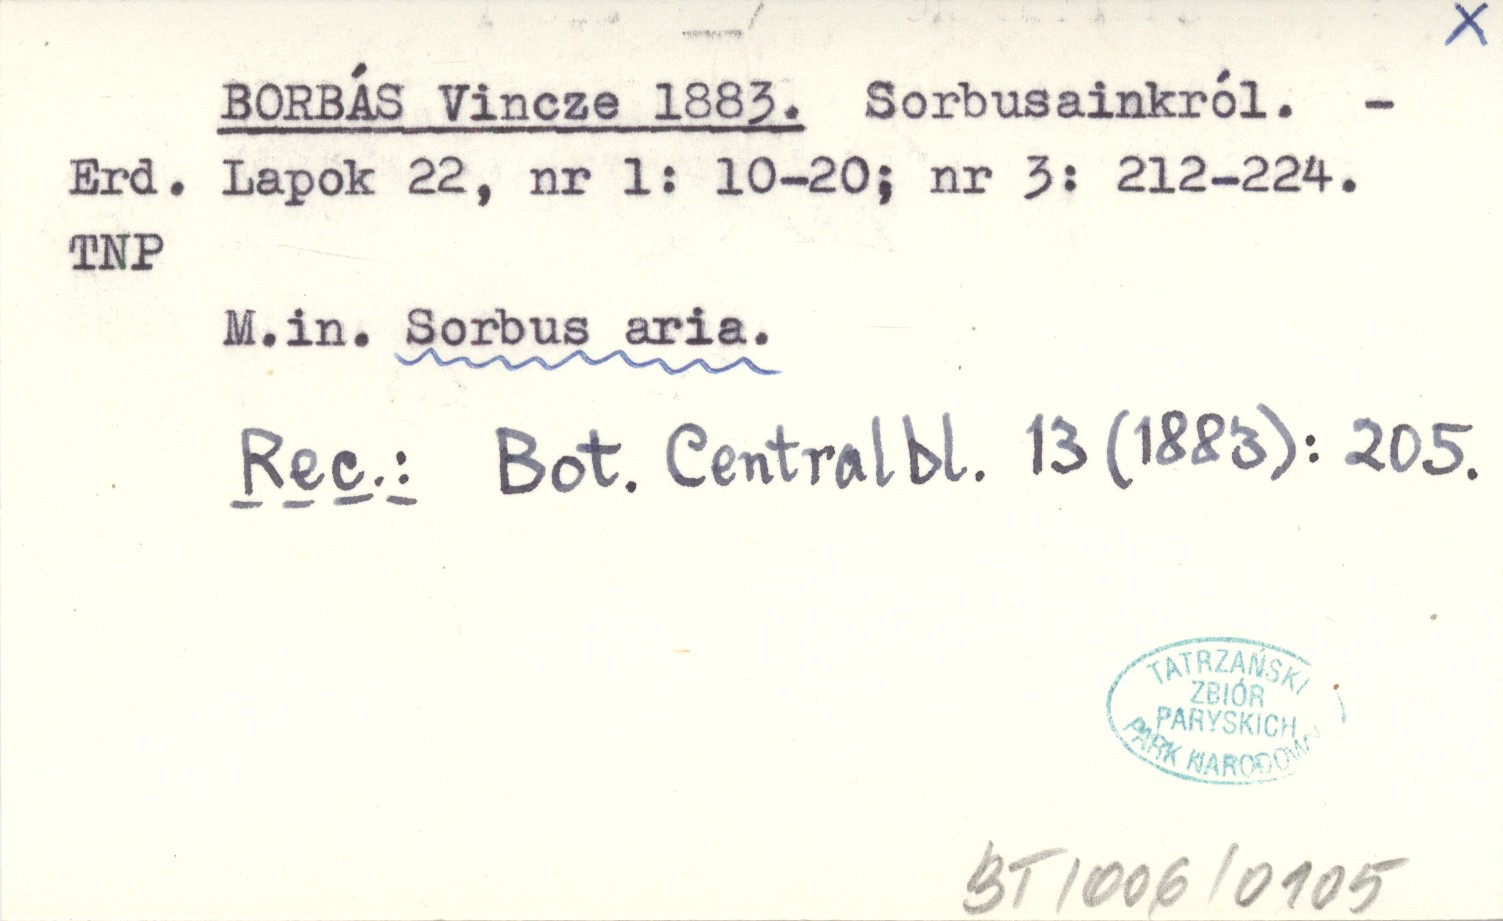 X
BORBÁS Vincze 1883. Sorbusainkról. -
Erd. Lapok 22, nr 1: 10-20; nr 3: 212-224.
TNP
M.in. Sorbus aria.
Rec.: Bot. Centralbl. 13 (1883): 205.
TATRZAŃSKI
ZBIÓR
PARYSKICH
PARK NARODOWY
BT/006/0105